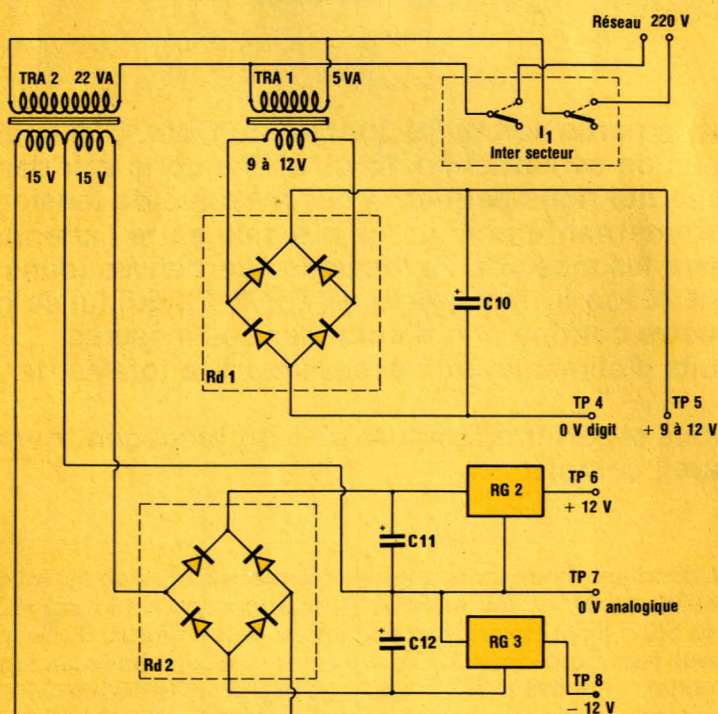 Réseau 220 V
TRA 2 22 VA
TRA 1 5 VA
I1
Inter secteur
15 V 15 V
9 à 12 V
+
C10
Rd 1
TP 4
0 V digit
TP 5
+ 9 à 12 V
RG 2
TP 6
+ 12 V
+
C11
TP 7
0 V analogique
+
C12
RG 3
Rd 2
TP 8
− 12 V